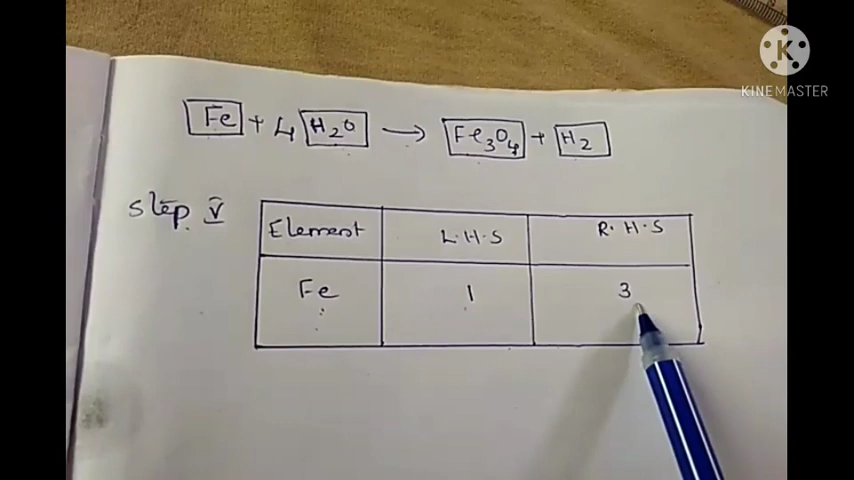 KINEMASTER
Fe + 4 H₂O → Fe₃O₄ + H₂
Step V
Element L.H.S R.H.S
Fe 1 3